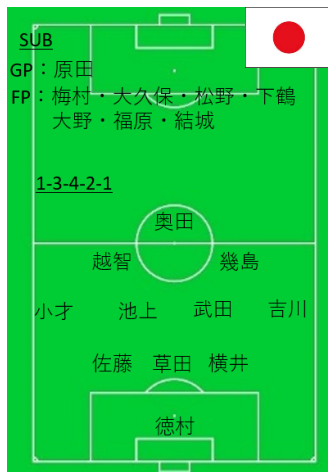 SUB
GP：原田
FP：梅村・大久保・松野・下鶴
大野・福原・結城
1-3-4-2-1
奥田
越智 幾島
小才 池上 武田 吉川
佐藤 草田 横井
徳村